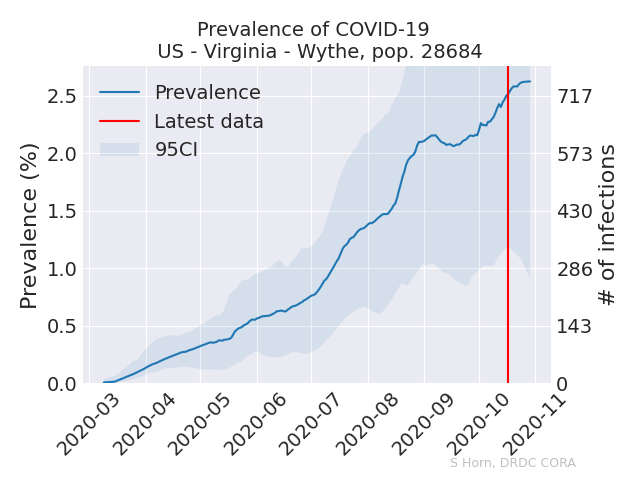 Prevalence of COVID-19
US - Virginia - Wythe, pop. 28684
Prevalence
Latest data
95CI
Prevalence (%)
2.5
2.0
1.5
1.0
0.5
0.0
717
573
430
286
143
0
# of infections
2020-03
2020-04
2020-05
2020-06
2020-07
2020-08
2020-09
2020-10
2020-11
S Horn, DRDC CORA